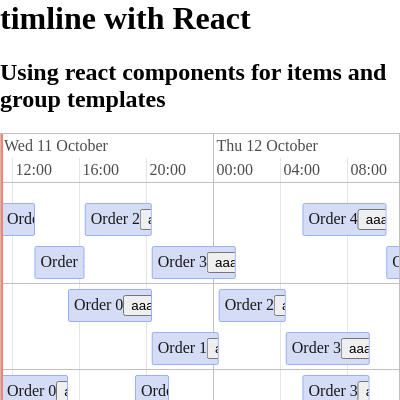 timline with React
Using react components for items and
group templates
Wed 11 October
Thu 12 October
12:00 16:00 20:00 00:00 04:00 08:00
Order 2
Order 4 aaa
Order
Order 3 aaa
Order 0 aaa
Order 2
Order 1
Order 3 aaa
Order 0
Order 3